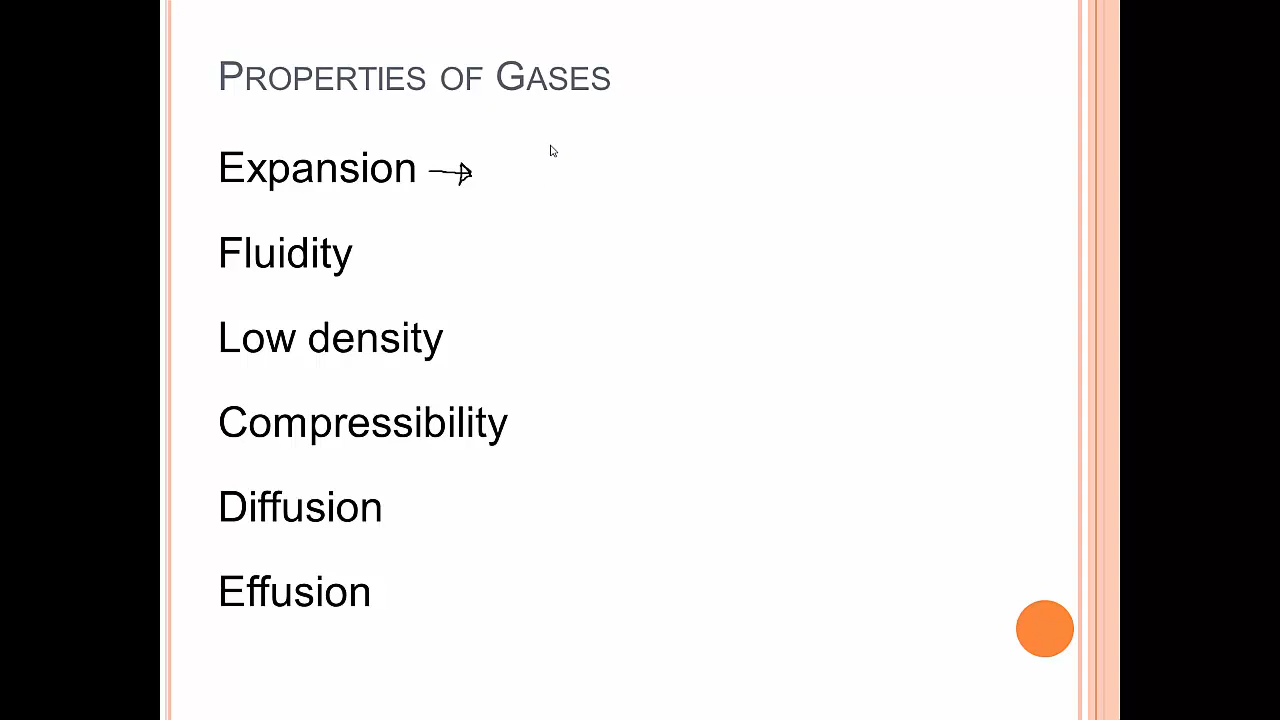 Properties of Gases
Expansion →
Fluidity
Low density
Compressibility
Diffusion
Effusion